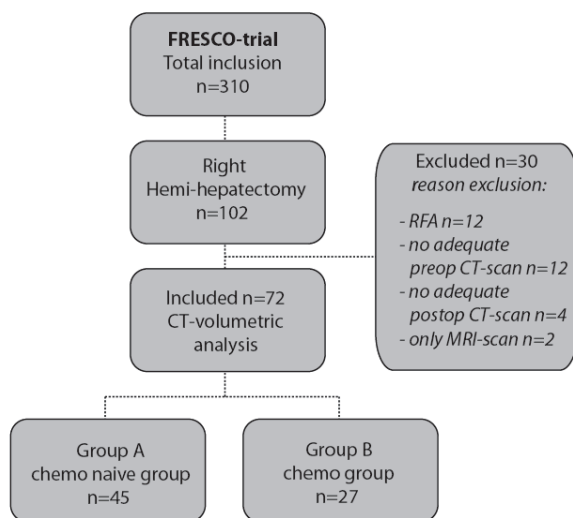 FRESCO-trial
Total inclusion
n=310
Right
Hemi-hepatectomy
n=102
Excluded n=30
reason exclusion:
- RFA n=12
- no adequate
preop CT-scan n=12
- no adequate
postop CT-scan n=4
- only MRI-scan n=2
Included n=72
CT-volumetric
analysis
Group A
chemo naive group
n=45
Group B
chemo group
n=27